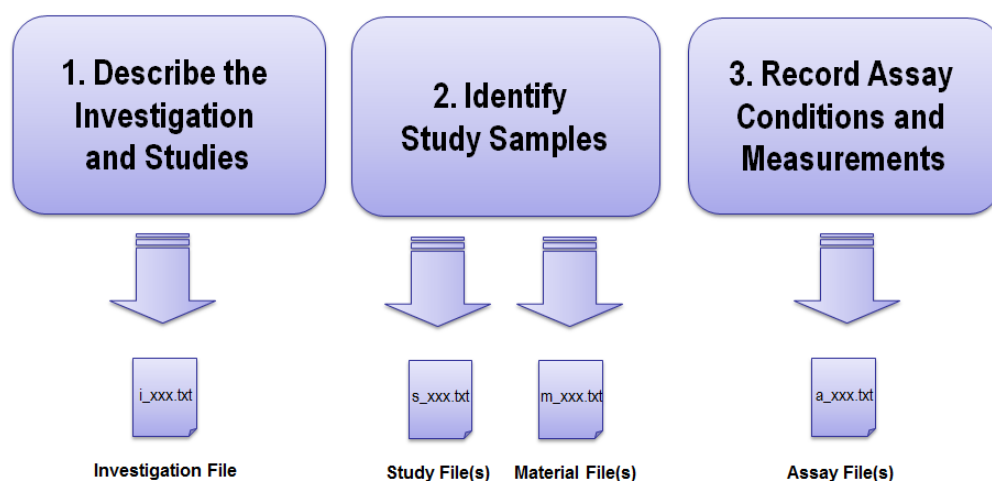 1. Describe the
Investigation
and Studies
2. Identify
Study Samples
3. Record Assay
Conditions and
Measurements
i_xxx.txt
s_xxx.txt
m_xxx.txt
a_xxx.txt
Investigation File
Study File(s)
Material File(s)
Assay File(s)